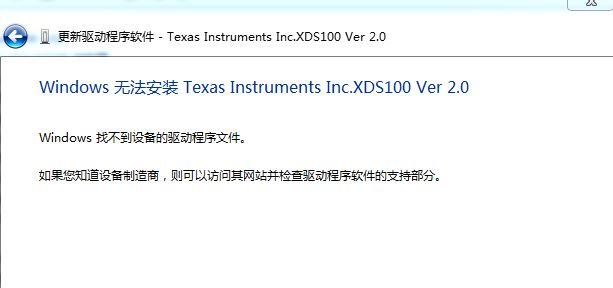 更新驱动程序软件 - Texas Instruments Inc.XDS100 Ver 2.0
Windows 无法安装 Texas Instruments Inc.XDS100 Ver 2.0
Windows 找不到设备的驱动程序文件。
如果您知道设备制造商，则可以访问其网站并检查驱动程序软件的支持部分。